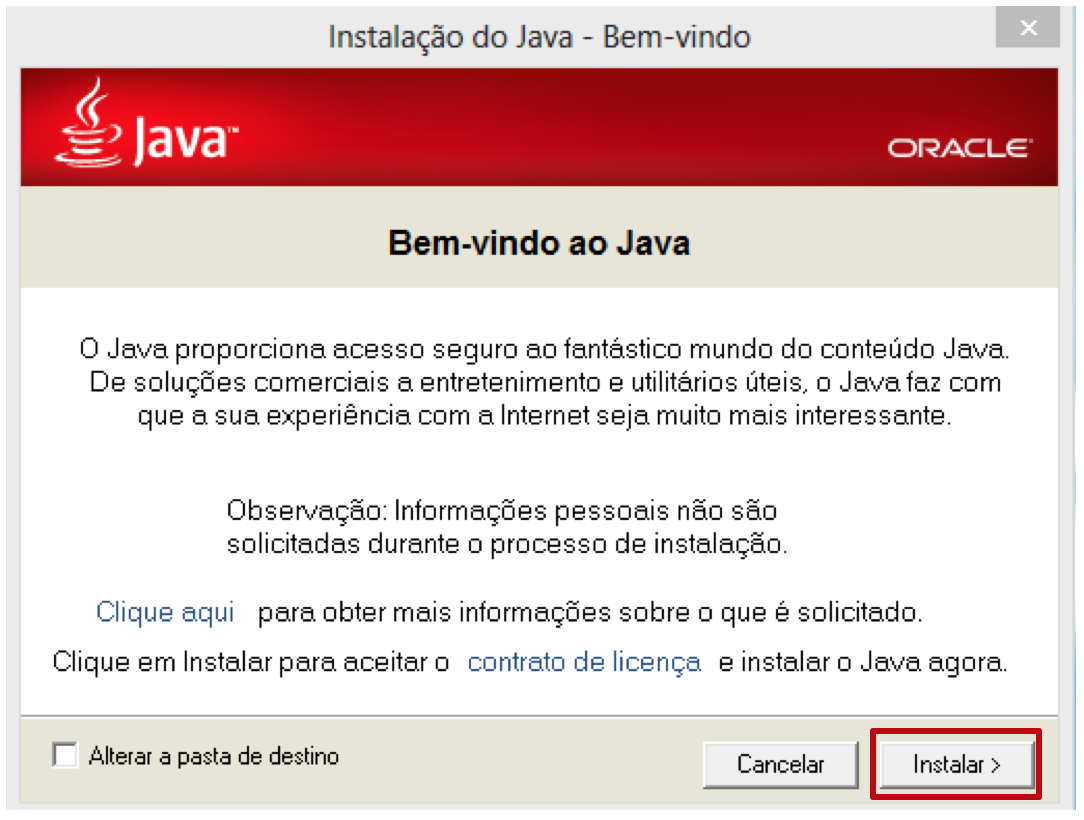 Instalação do Java - Bem-vindo
Java™
ORACLE
Bem-vindo ao Java
O Java proporciona acesso seguro ao fantástico mundo do conteúdo Java.
De soluções comerciais a entretenimento e utilitários úteis, o Java faz com
que a sua experiência com a Internet seja muito mais interessante.
Observação: Informações pessoais não são
solicitadas durante o processo de instalação.
Clique aqui para obter mais informações sobre o que é solicitado.
Clique em Instalar para aceitar o contrato de licença e instalar o Java agora.
Alterar a pasta de destino
Cancelar
Instalar >